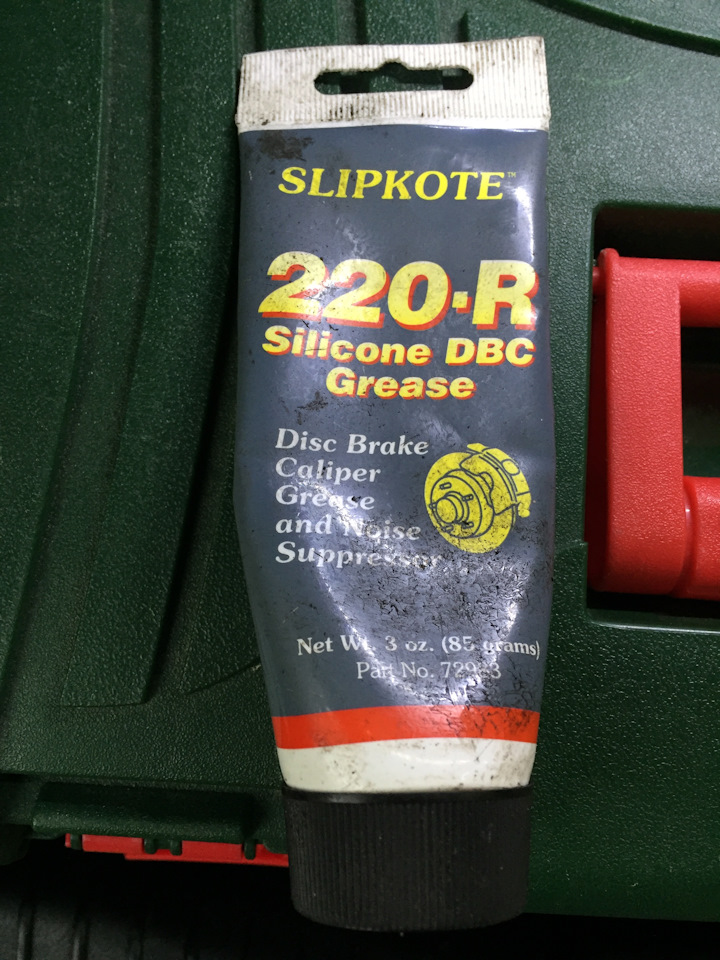 SLIPKOTE™
220-R
Silicone DBC
Grease
Disc Brake
Caliper
Grease
and Noise
Suppressor
Net Wt. 3 oz. (85 grams)
Part No.